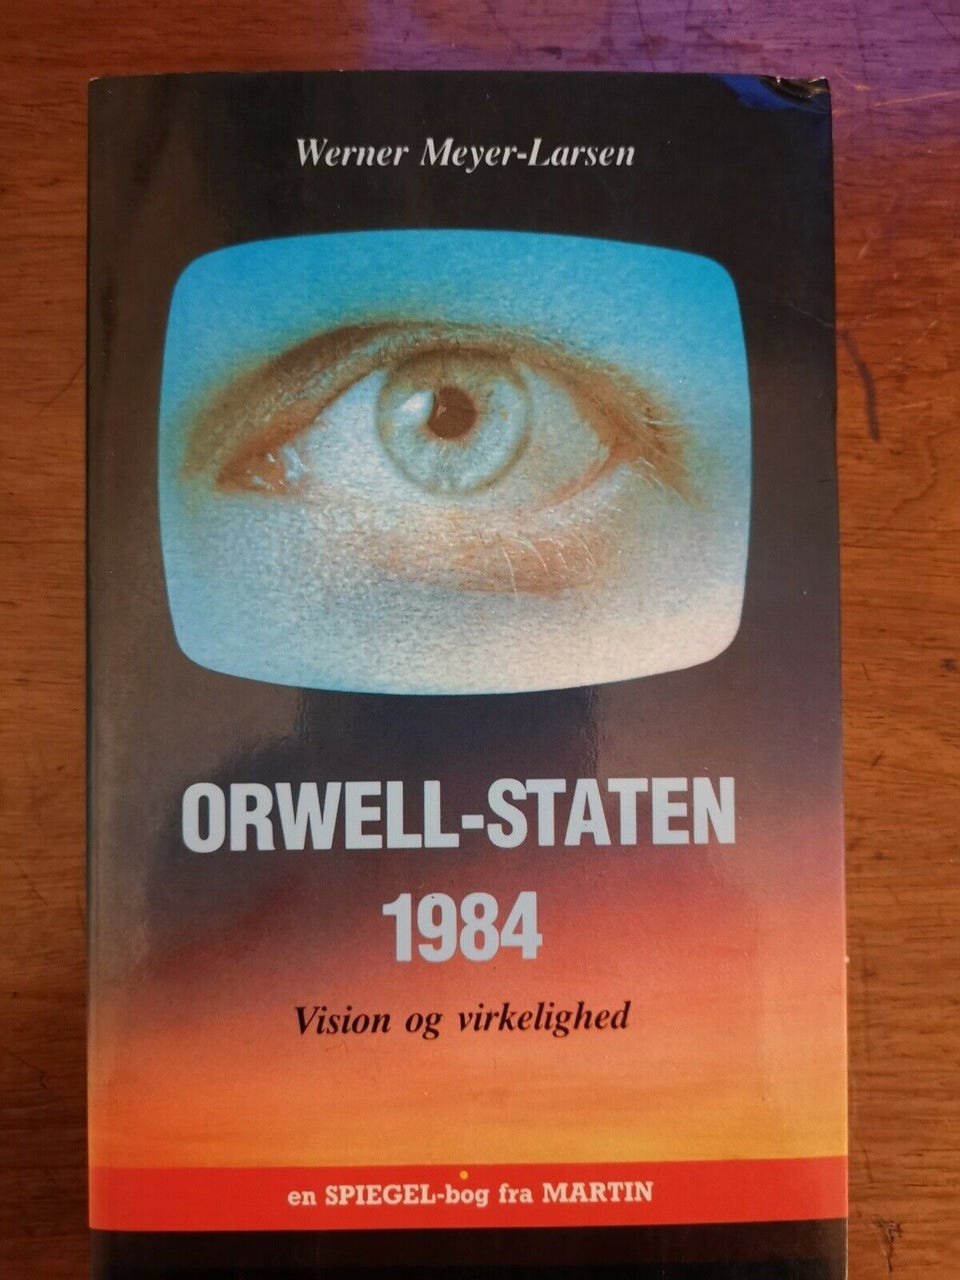 Werner Meyer-Larsen
ORWELL-STATEN
1984
Vision og virkelighed
en SPIEGEL-bog fra MARTIN